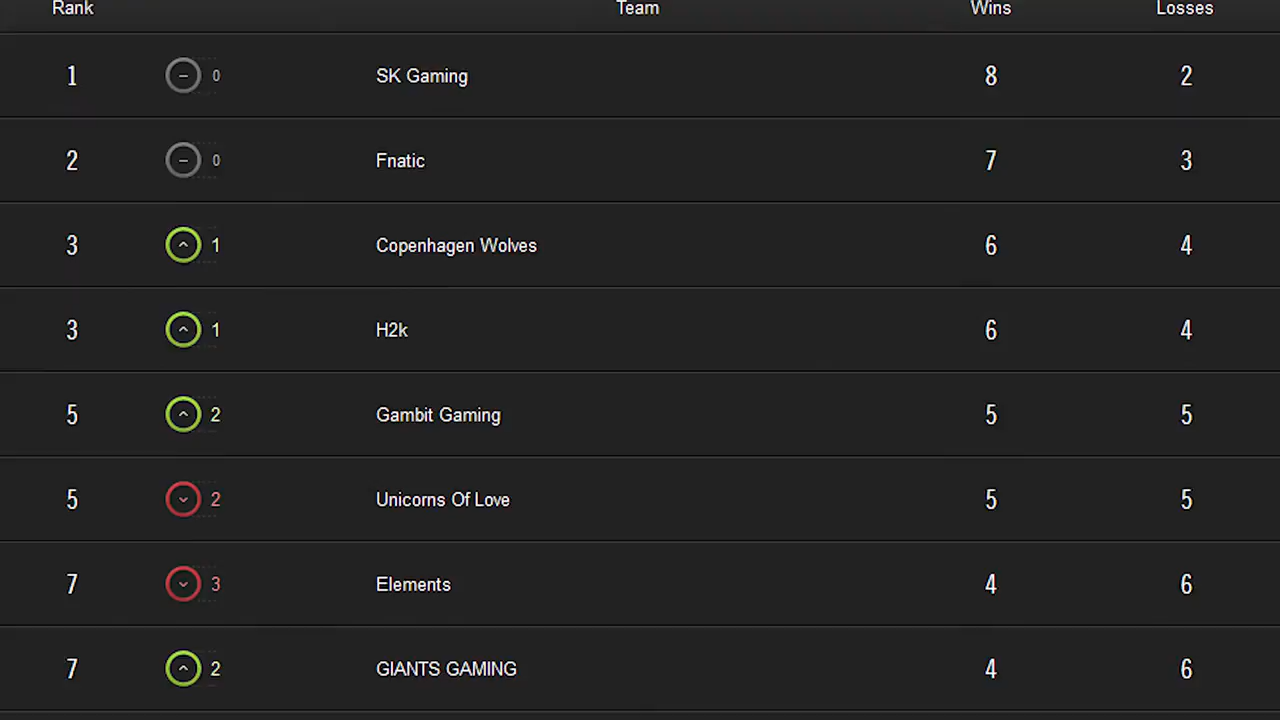 Rank Team Wins Losses
1 0 SK Gaming 8 2
2 0 Fnatic 7 3
3 1 Copenhagen Wolves 6 4
3 1 H2k 6 4
5 2 Gambit Gaming 5 5
5 2 Unicorns Of Love 5 5
7 3 Elements 4 6
7 2 GIANTS GAMING 4 6